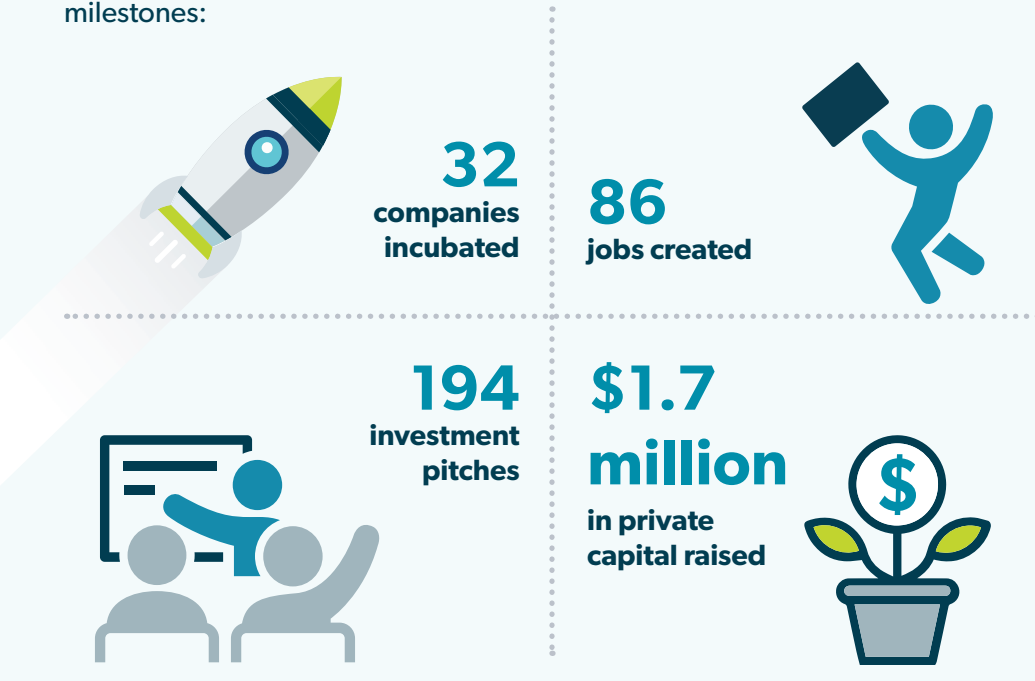 milestones:
32
companies
incubated
86
jobs created
194
investment
pitches
$1.7
million
in private
capital raised
$